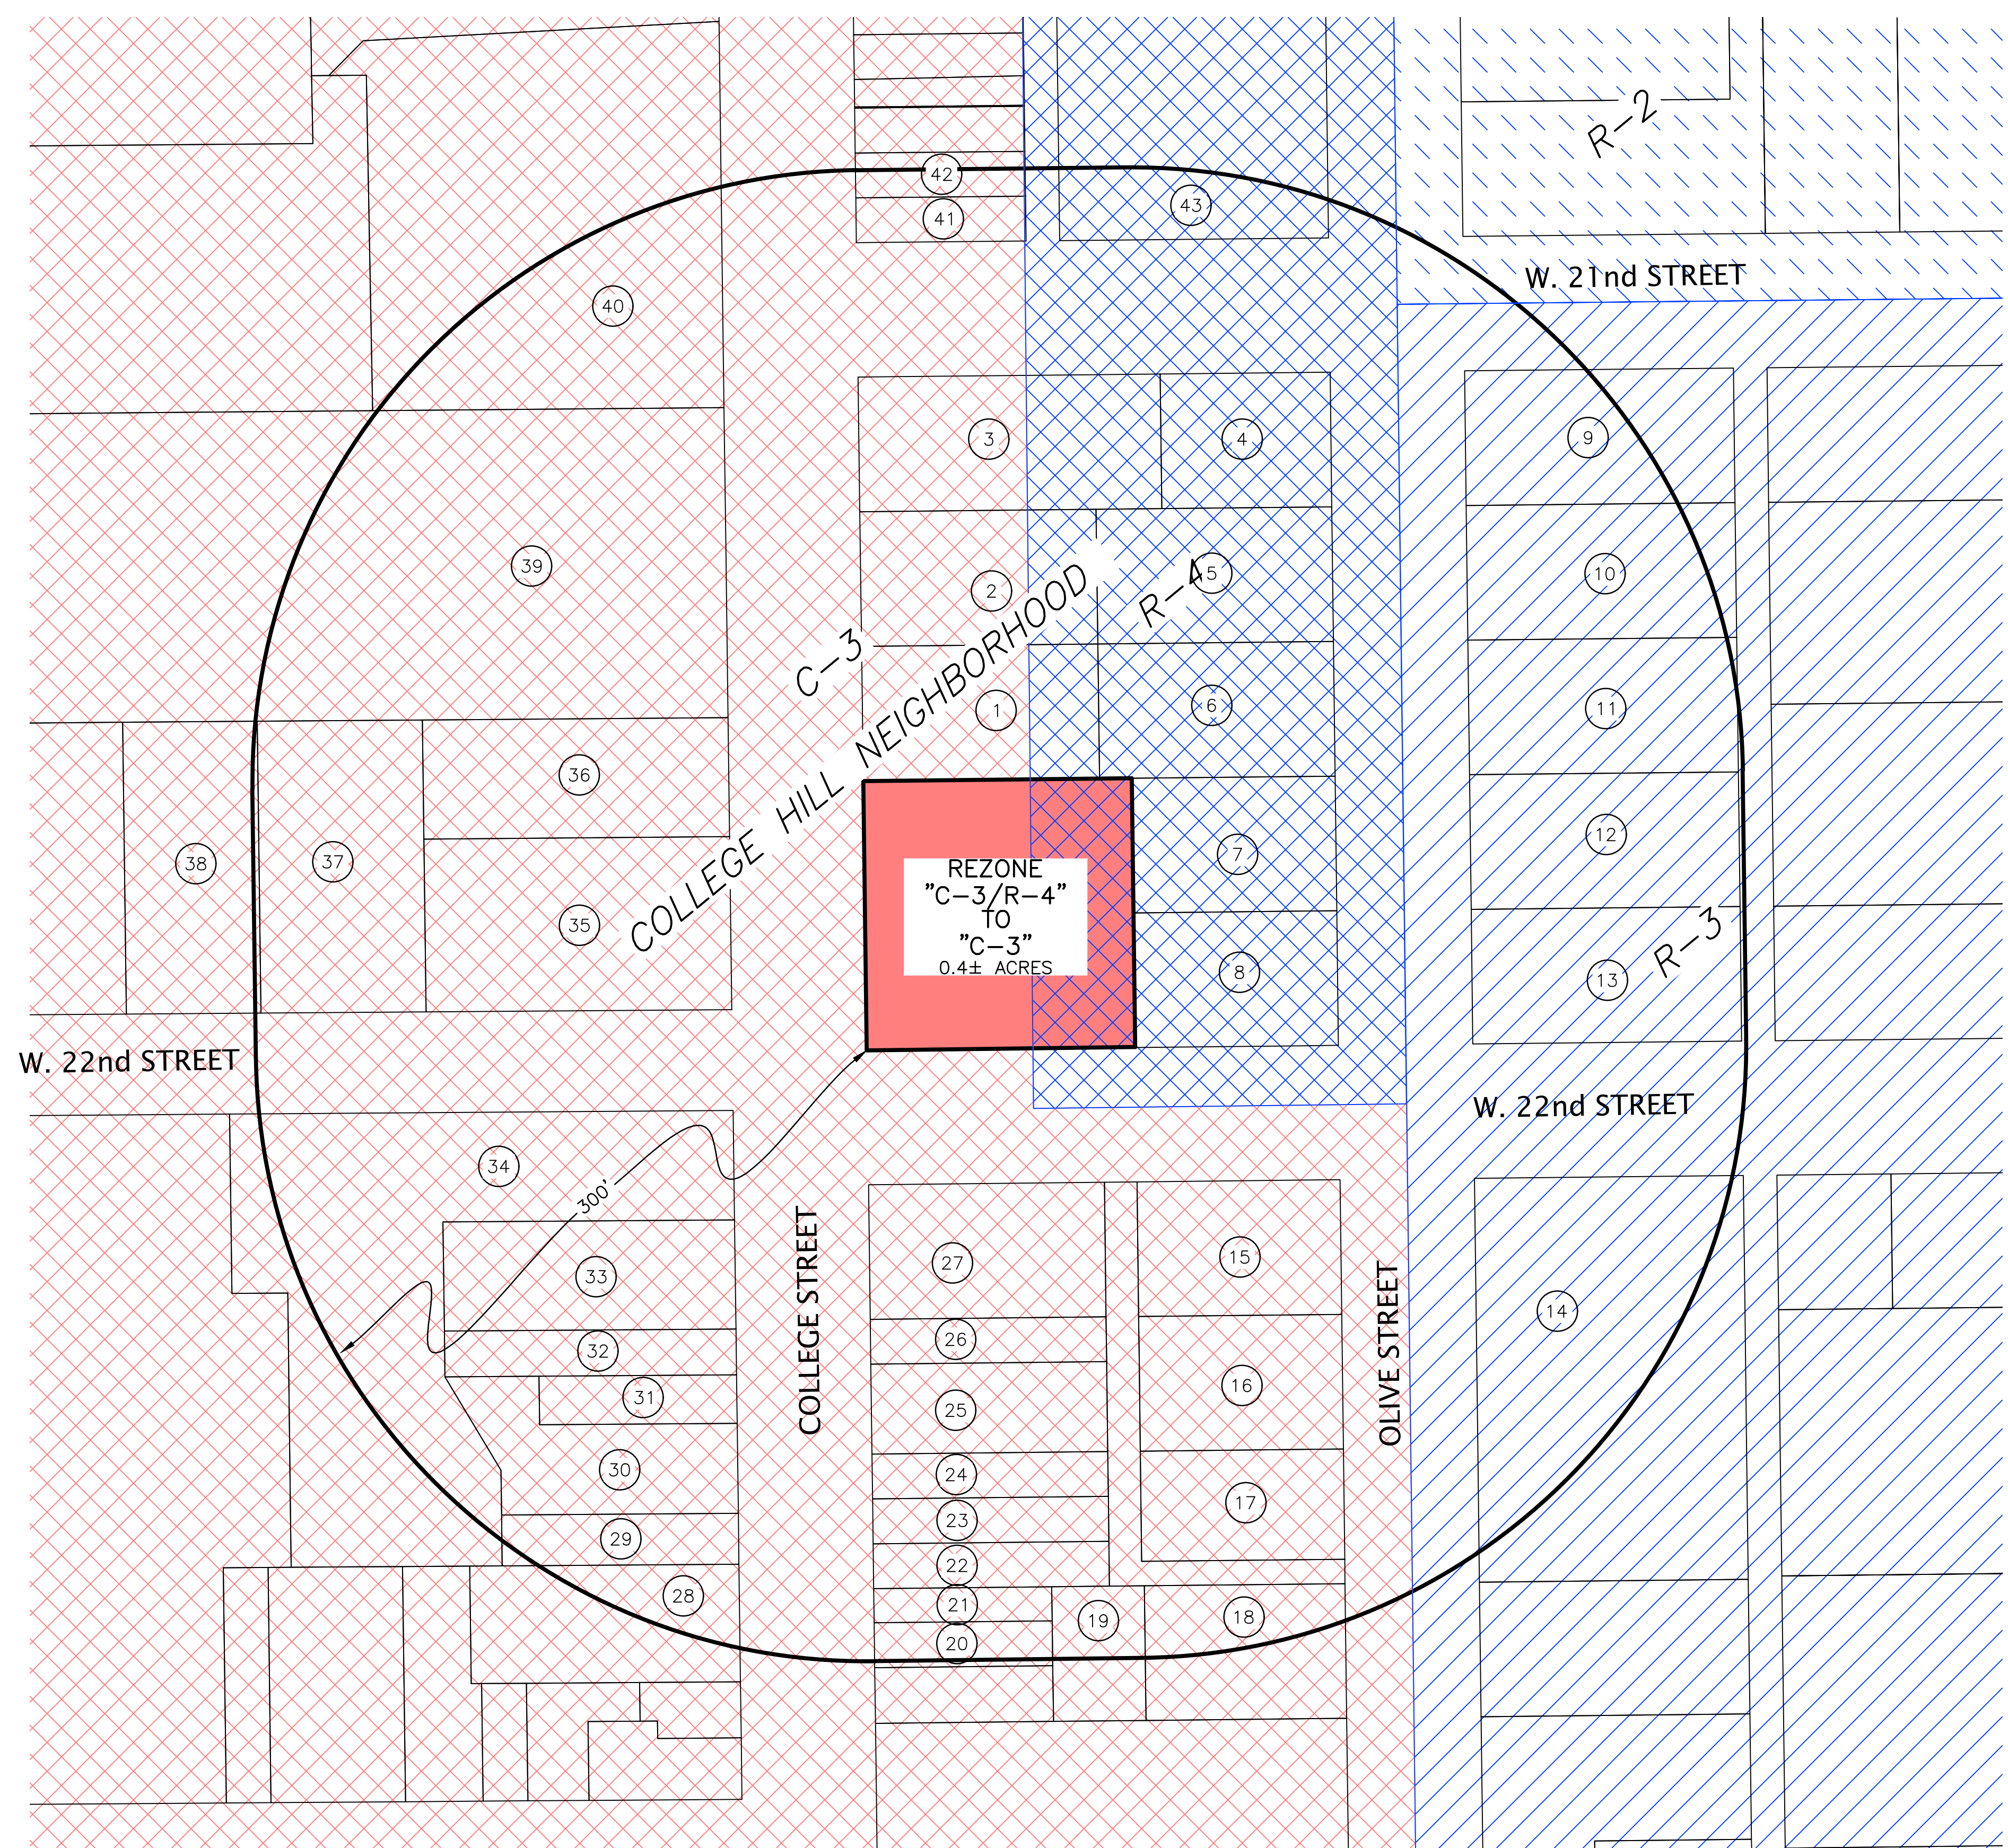 R-2
42
41
43
W. 21nd STREET
40
3
4
9
39
2
5
10
C-3
R-4
COLLEGE HILL NEIGHBORHOOD
1
6
11
36
12
38
37
7
35
REZONE
"C-3/R-4"
TO
"C-3"
0.4± ACRES
8
13
R-3
W. 22nd STREET
W. 22nd STREET
34
300'
33
27
15
COLLEGE STREET
OLIVE STREET
14
32
26
31
25
16
30
24
17
23
29
22
28
21
19
18
20